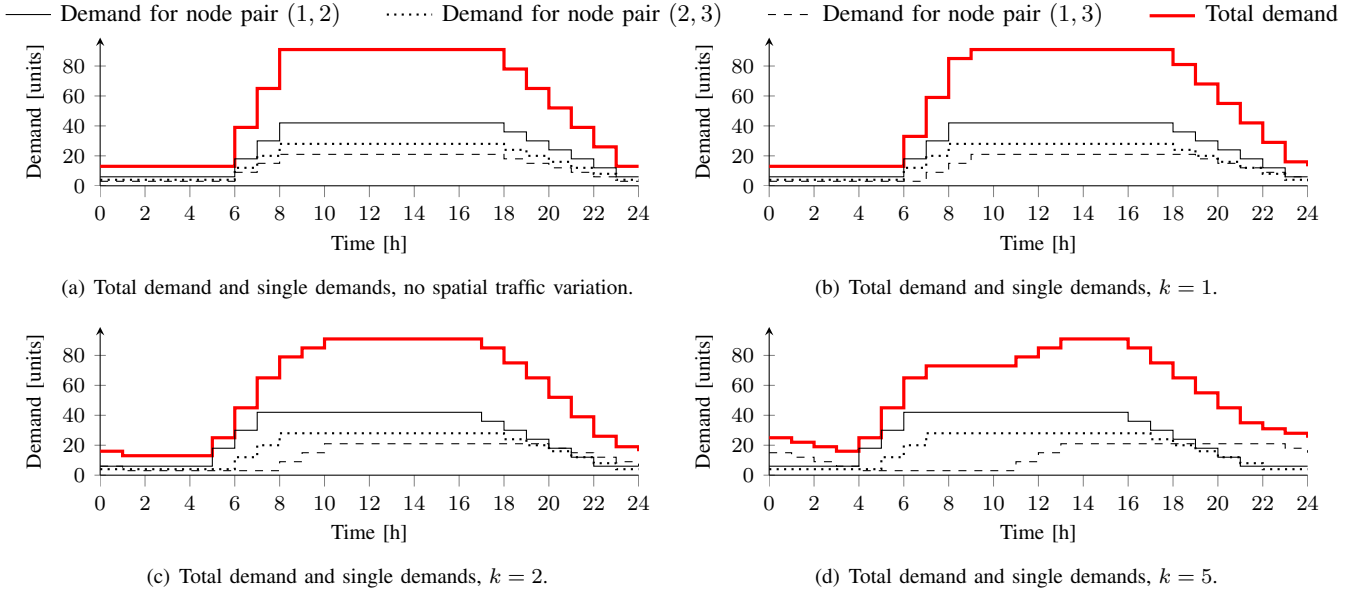 Demand for node pair (1, 2) Demand for node pair (2, 3) Demand for node pair (1, 3) Total demand
Demand [units]
80
60
40
20
0
0 2 4 6 8 10 12 14 16 18 20 22 24
Time [h]
(a) Total demand and single demands, no spatial traffic variation.
Demand [units]
80
60
40
20
0
0 2 4 6 8 10 12 14 16 18 20 22 24
Time [h]
(b) Total demand and single demands, k = 1.
Demand [units]
80
60
40
20
0
0 2 4 6 8 10 12 14 16 18 20 22 24
Time [h]
(c) Total demand and single demands, k = 2.
Demand [units]
80
60
40
20
0
0 2 4 6 8 10 12 14 16 18 20 22 24
Time [h]
(d) Total demand and single demands, k = 5.